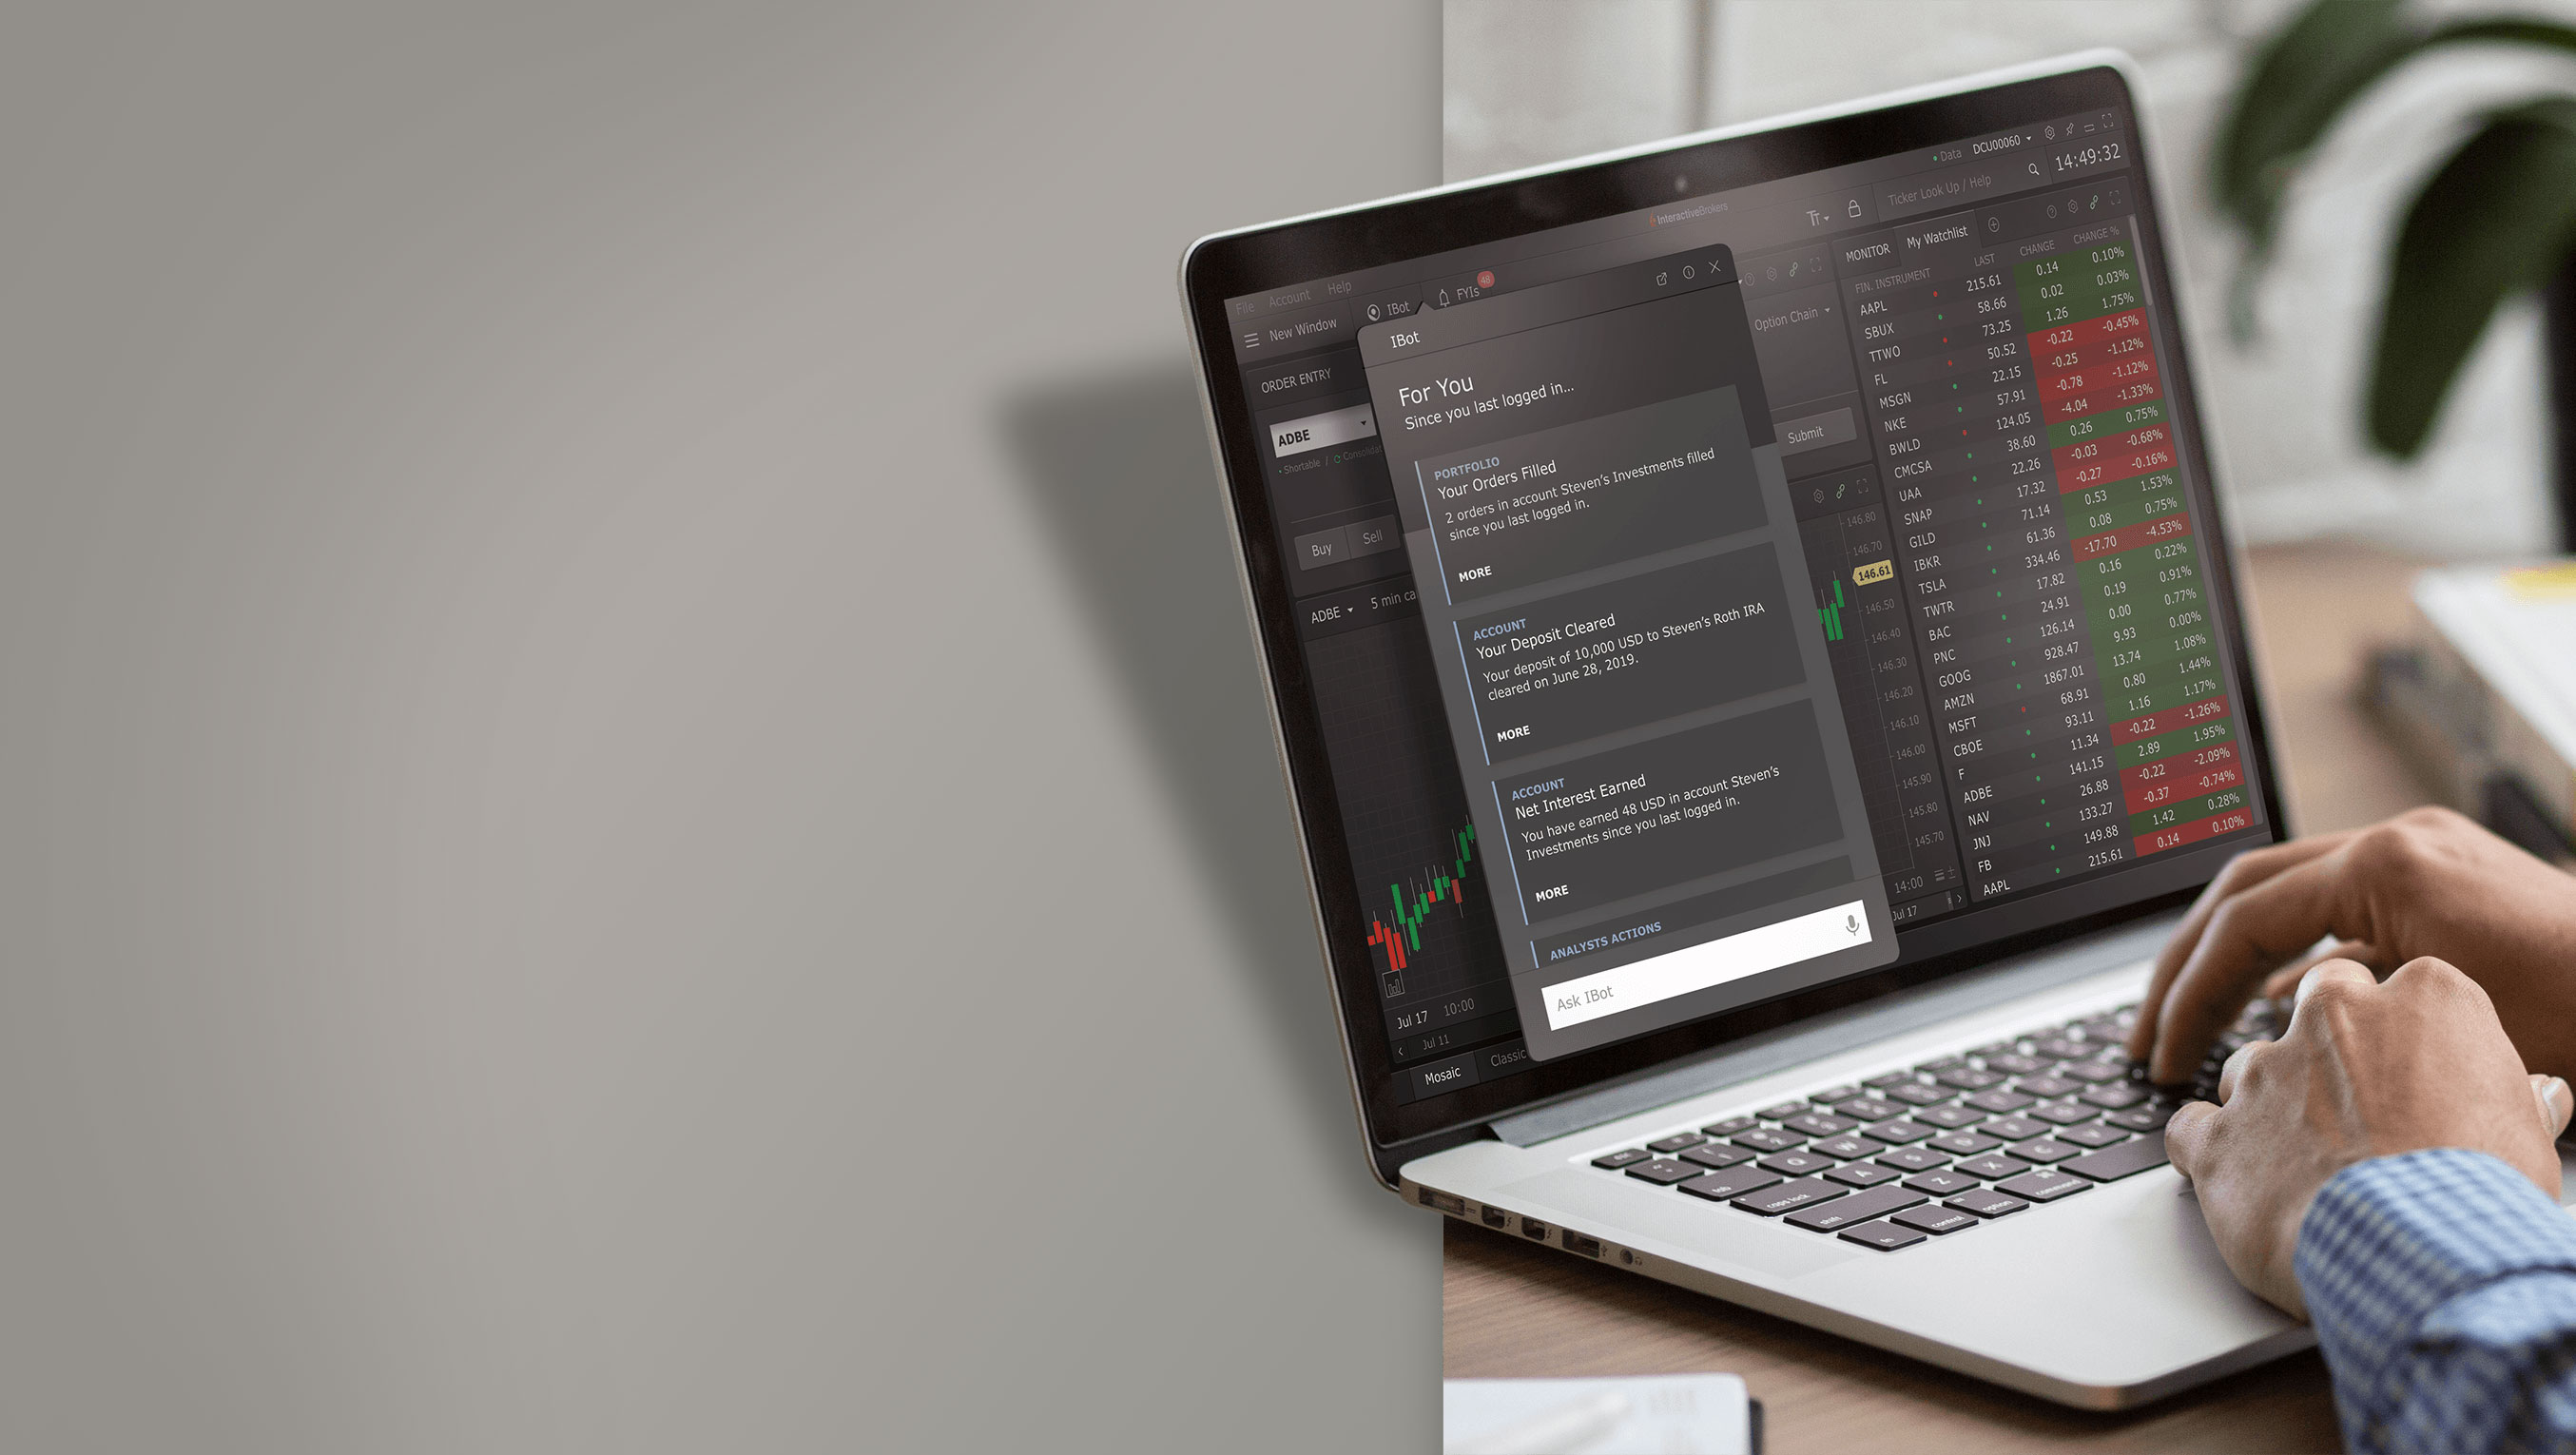 Data DCU00060
14:49:32
InteractiveBrokers
Ticker Look Up / Help
File Account Help
New Window IBot FYIs 48
ORDER ENTRY
ADBE
Shortable /
Buy Sell
ADBE 5 min
IBot
For You
Since you last logged in...
PORTFOLIO
Your Orders Filled
2 orders in account Steven's Investments filled
since you last logged in.
MORE
ACCOUNT
Your Deposit Cleared
Your deposit of 10,000 USD to Steven's Roth IRA
cleared on June 28, 2019.
MORE
ACCOUNT
Net Interest Earned
You have earned 48 USD in account Steven's
Investments since you last logged in.
MORE
ANALYSTS ACTIONS
Ask IBot
Option Chain
Submit
146.80
146.70
146.61
146.50
146.40
146.30
146.20
146.10
146.00
145.90
145.80
145.70
14:00
Jul 17
Jul 17 10:00
Jul 11
Mosaic Classic
MONITOR My Watchlist
FIN. INSTRUMENT LAST CHANGE CHANGE %
AAPL 215.61 0.14 0.10%
SBUX 58.66 0.02 0.03%
TTWO 73.25 1.26 1.75%
FL 50.52 -0.22 -0.45%
MSGN 22.15 -0.25 -1.12%
NKE 57.91 -0.78 -1.12%
BWLD 124.05 -4.04 -1.33%
CMCSA 38.60 0.26 0.75%
UAA 22.26 -0.03 -0.68%
SNAP 17.32 -0.27 -0.16%
GILD 71.14 0.53 1.53%
IBKR 61.36 0.08 0.75%
TSLA 334.46 -17.70 -4.53%
TWTR 17.82 0.16 0.22%
BAC 24.91 0.19 0.91%
PNC 126.14 0.00 0.77%
GOOG 928.47 9.93 0.00%
AMZN 1867.01 13.74 1.08%
MSFT 68.91 0.80 1.44%
CBOE 93.11 1.16 1.17%
F 11.34 -0.22 -1.26%
ADBE 141.15 2.89 1.95%
NAV 26.88 -0.22 -2.09%
JNJ 133.27 -0.37 -0.74%
FB 149.88 1.42 0.28%
AAPL 215.61 0.14 0.10%
tab
caps lock
shift
fn control option command